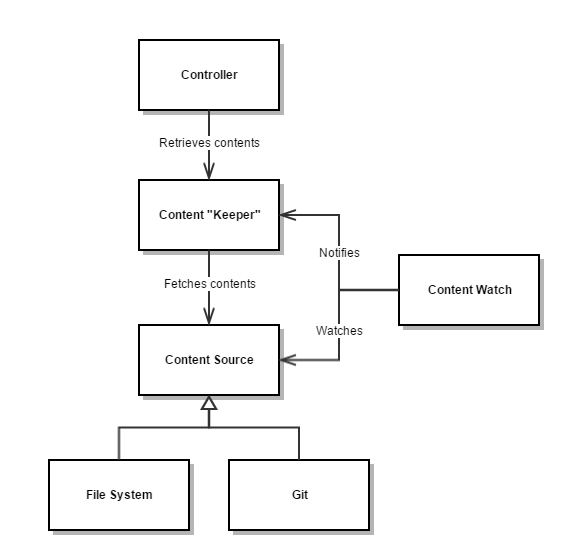 Controller
Retrieves contents
Content "Keeper"
Notifies
Fetches contents
Content Watch
Watches
Content Source
File System
Git